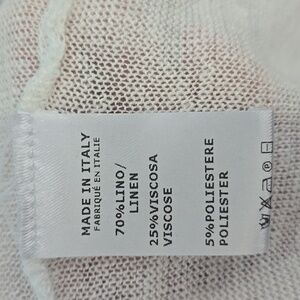 MADE IN ITALY
FABRIQUÉ EN ITALIE
70%LINO/
LINEN
25%VISCOSA
VISCOSE
5%POLIESTERE
POLIESTER